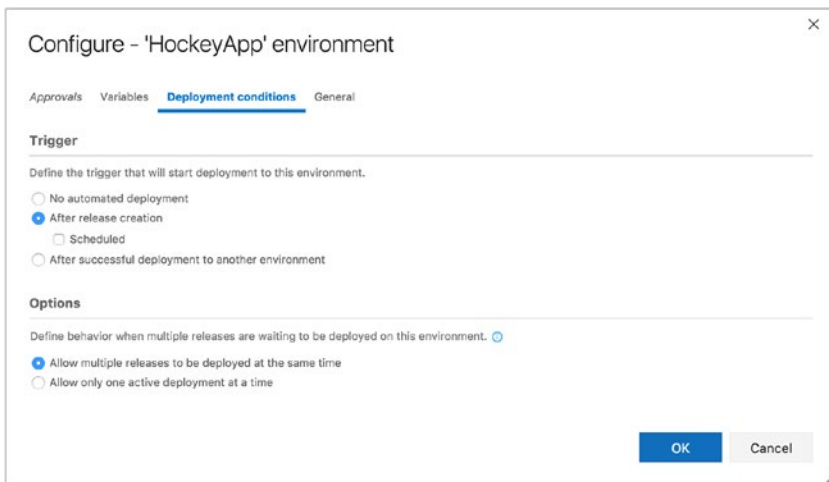 Configure - 'HockeyApp' environment
Approvals Variables Deployment conditions General
Trigger
Define the trigger that will start deployment to this environment.
No automated deployment
After release creation
Scheduled
After successful deployment to another environment
Options
Define behavior when multiple releases are waiting to be deployed on this environment.
Allow multiple releases to be deployed at the same time
Allow only one active deployment at a time
OK Cancel